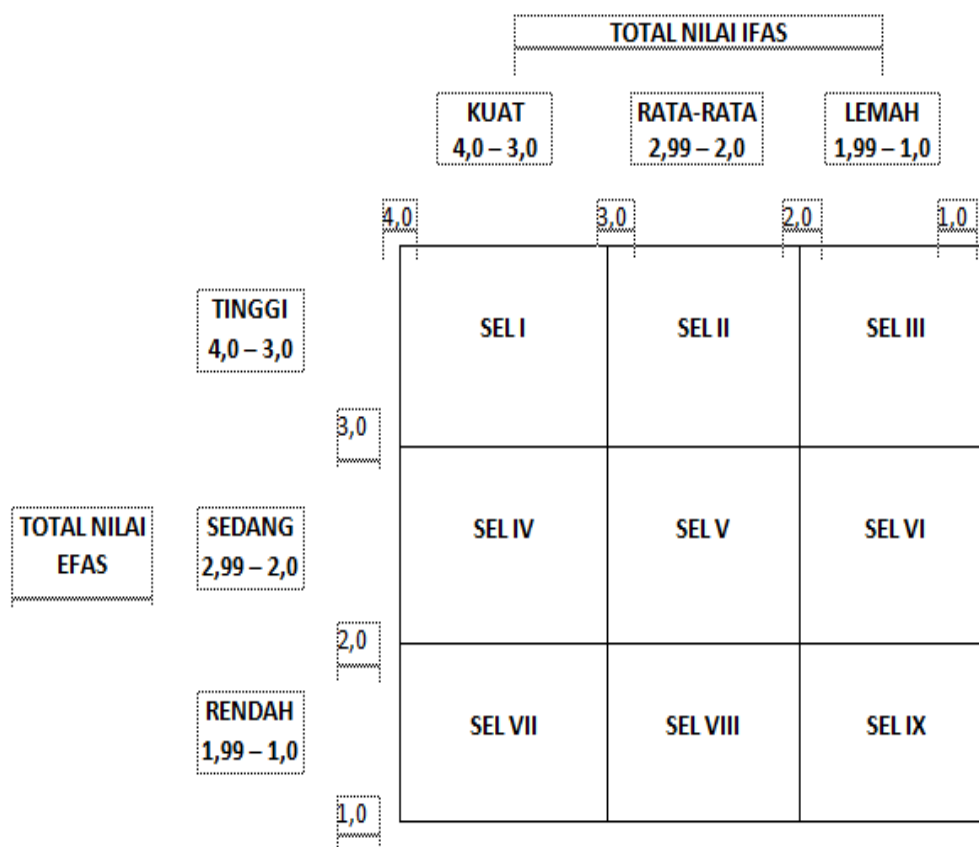 TOTAL NILAI IFAS
KUAT
4,0 – 3,0
RATA-RATA
2,99 – 2,0
LEMAH
1,99 – 1,0
4,0
3,0
2,0
1,0
TINGGI
4,0 – 3,0
SEL I
SEL II
SEL III
3,0
TOTAL NILAI
EFAS
SEDANG
2,99 – 2,0
SEL IV
SEL V
SEL VI
2,0
RENDAH
1,99 – 1,0
SEL VII
SEL VIII
SEL IX
1,0